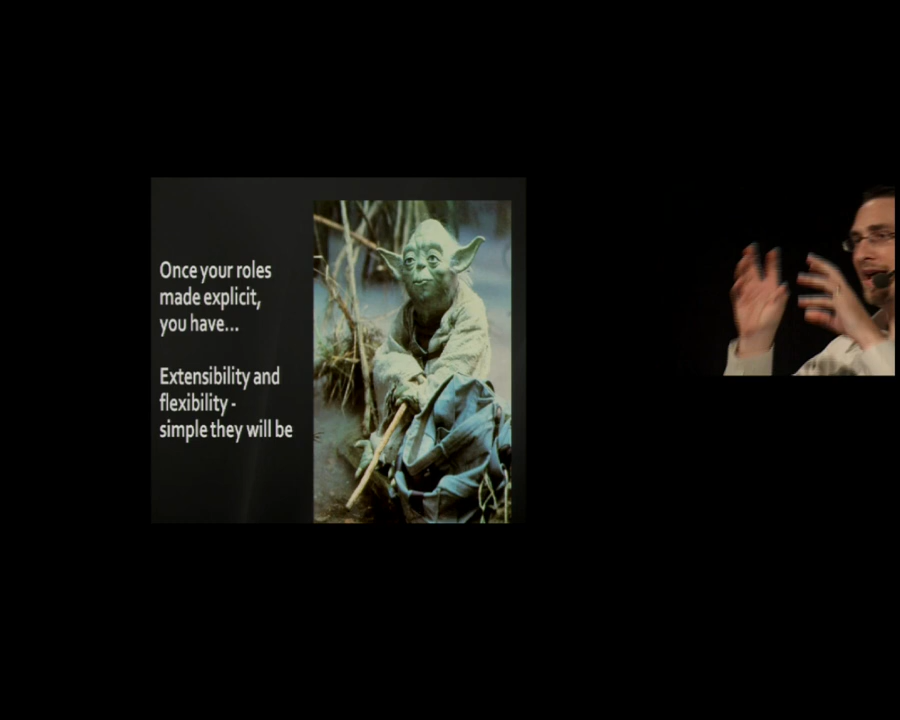 Once your roles
made explicit,
you have...
Extensibility and
flexibility -
simple they will be